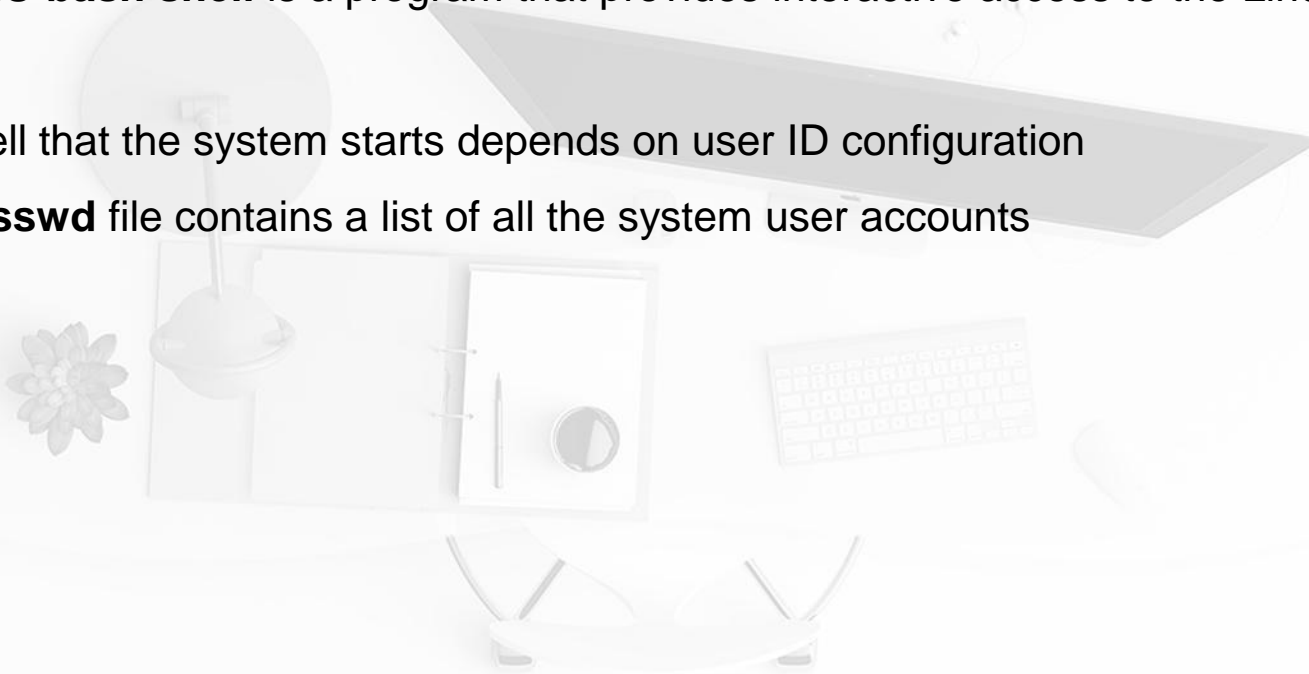 is a program that provides interactive access to the
ell that the system starts depends on user ID configuration
sswd file contains a list of all the system user accounts